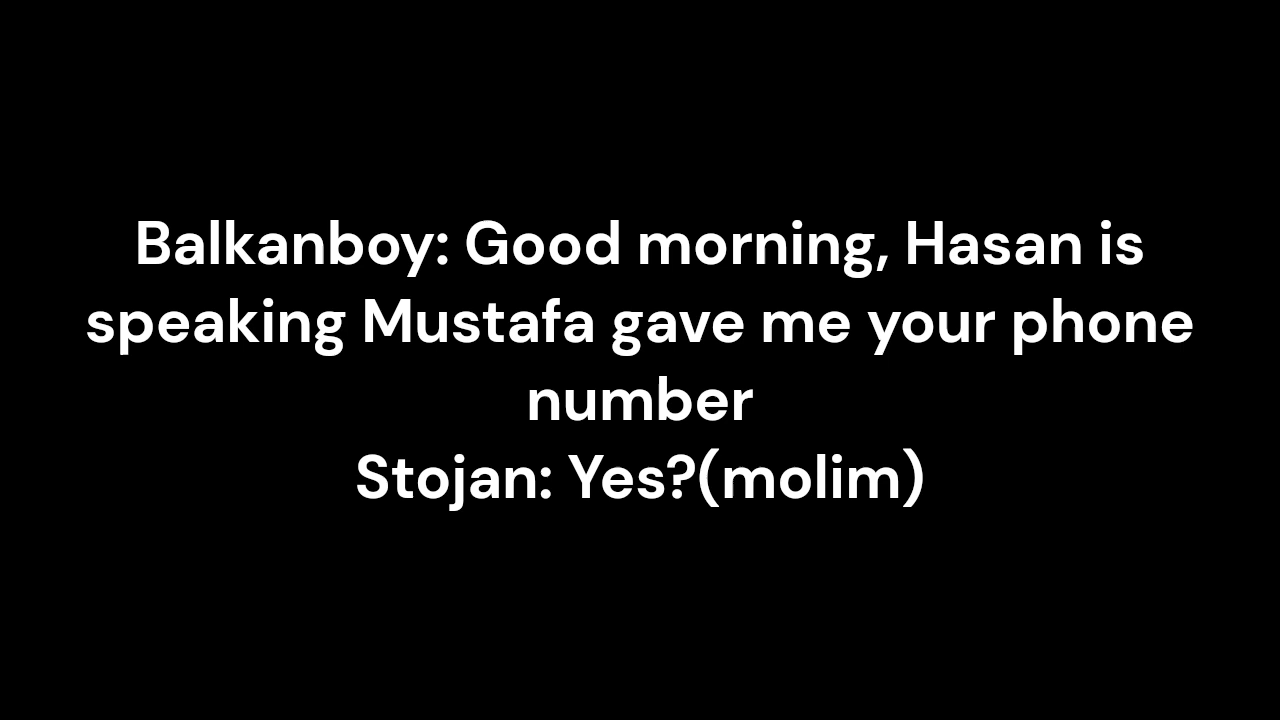 Balkanboy: Good morning, Hasan is
speaking Mustafa gave me your phone
number
Stojan: Yes?(molim)